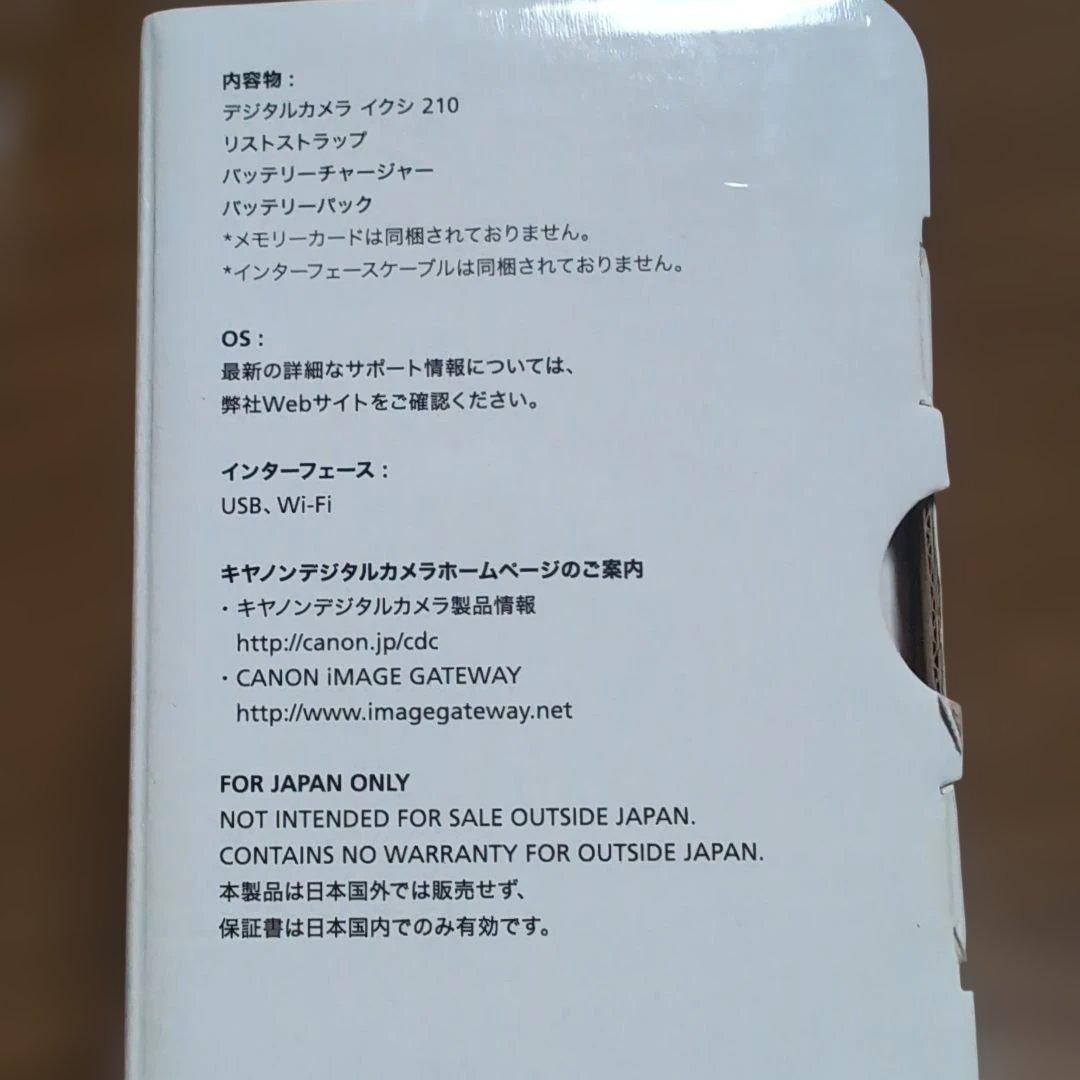 内容物：
デジタルカメラ イクシ 210
リストストラップ
バッテリーチャージャー
バッテリーパック
*メモリーカードは同梱されておりません。
*インターフェースケーブルは同梱されておりません。
OS：
最新の詳細なサポート情報については、
弊社Webサイトをご確認ください。
インターフェース：
USB、Wi-Fi
キヤノンデジタルカメラホームページのご案内
・キヤノンデジタルカメラ製品情報
http://canon.jp/cdc
・CANON iMAGE GATEWAY
http://www.imagegateway.net
FOR JAPAN ONLY
NOT INTENDED FOR SALE OUTSIDE JAPAN.
CONTAINS NO WARRANTY FOR OUTSIDE JAPAN.
本製品は日本国外では販売せず、
保証書は日本国内でのみ有効です。